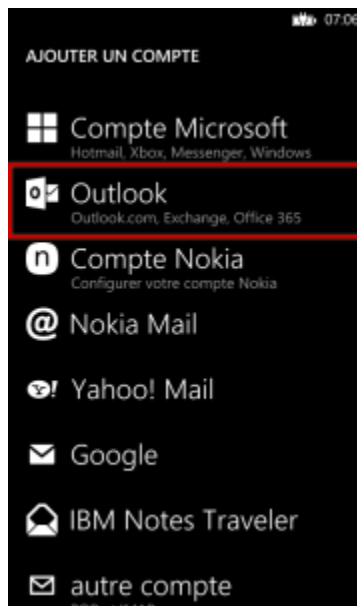 07:06
AJOUTER UN COMPTE
Compte Microsoft
Hotmail, Xbox, Messenger, Windows
Outlook
Outlook.com, Exchange, Office 365
Compte Nokia
Configurer votre compte Nokia
Nokia Mail
Yahoo! Mail
Google
IBM Notes Traveler
autre compte